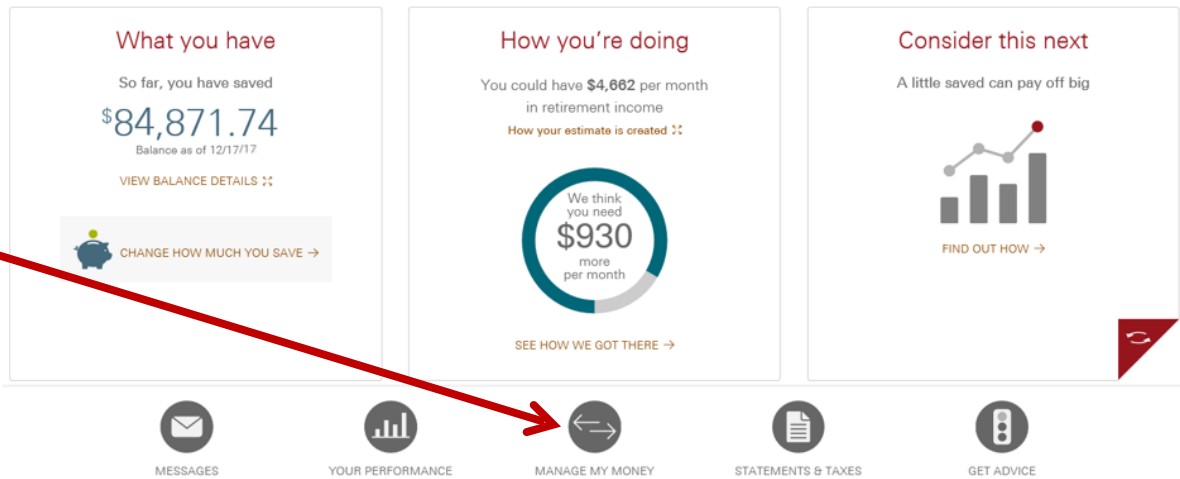 What you have
So far, you have saved
$84,871.74
Balance as of 12/17/17
VIEW BALANCE DETAILS
CHANGE HOW MUCH YOU SAVE →
How you're doing
You could have $4,662 per month
in retirement income
How your estimate is created
We think
you need
$930
more
per month
SEE HOW WE GOT THERE →
Consider this next
A little saved can pay off big
FIND OUT HOW →
MESSAGES
YOUR PERFORMANCE
MANAGE MY MONEY
STATEMENTS & TAXES
GET ADVICE